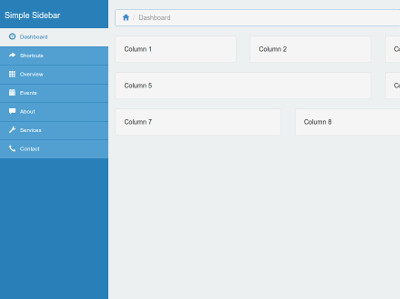 Simple Sidebar
Dashboard
Shortcuts
Overview
Events
About
Services
Contact
/ Dashboard
Column 1
Column 2
Column 5
Column 7
Column 8